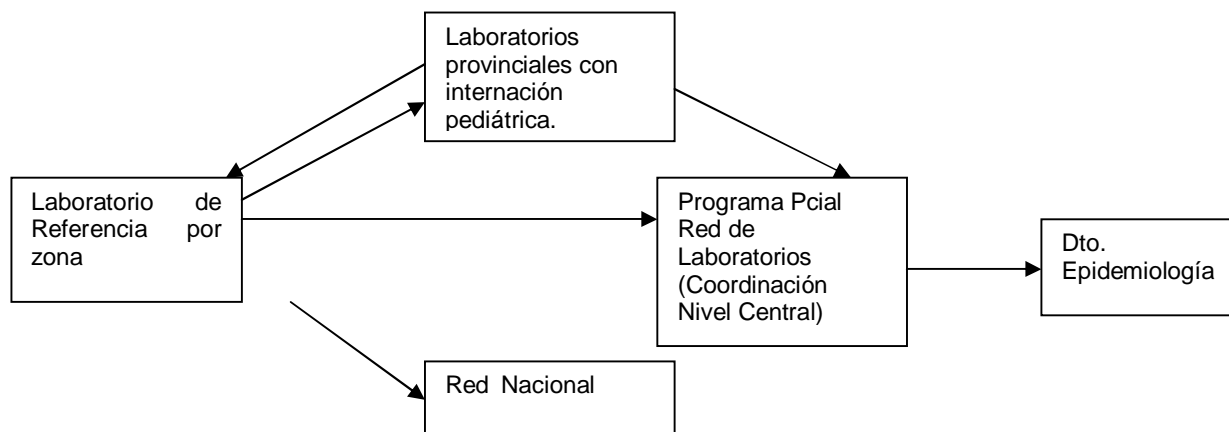 Laboratorios
provinciales con
internación
pediátrica.
Laboratorio de
Referencia por
zona
Programa Pcial
Red de
Laboratorios
(Coordinación
Nivel Central)
Dto.
Epidemiología
Red Nacional